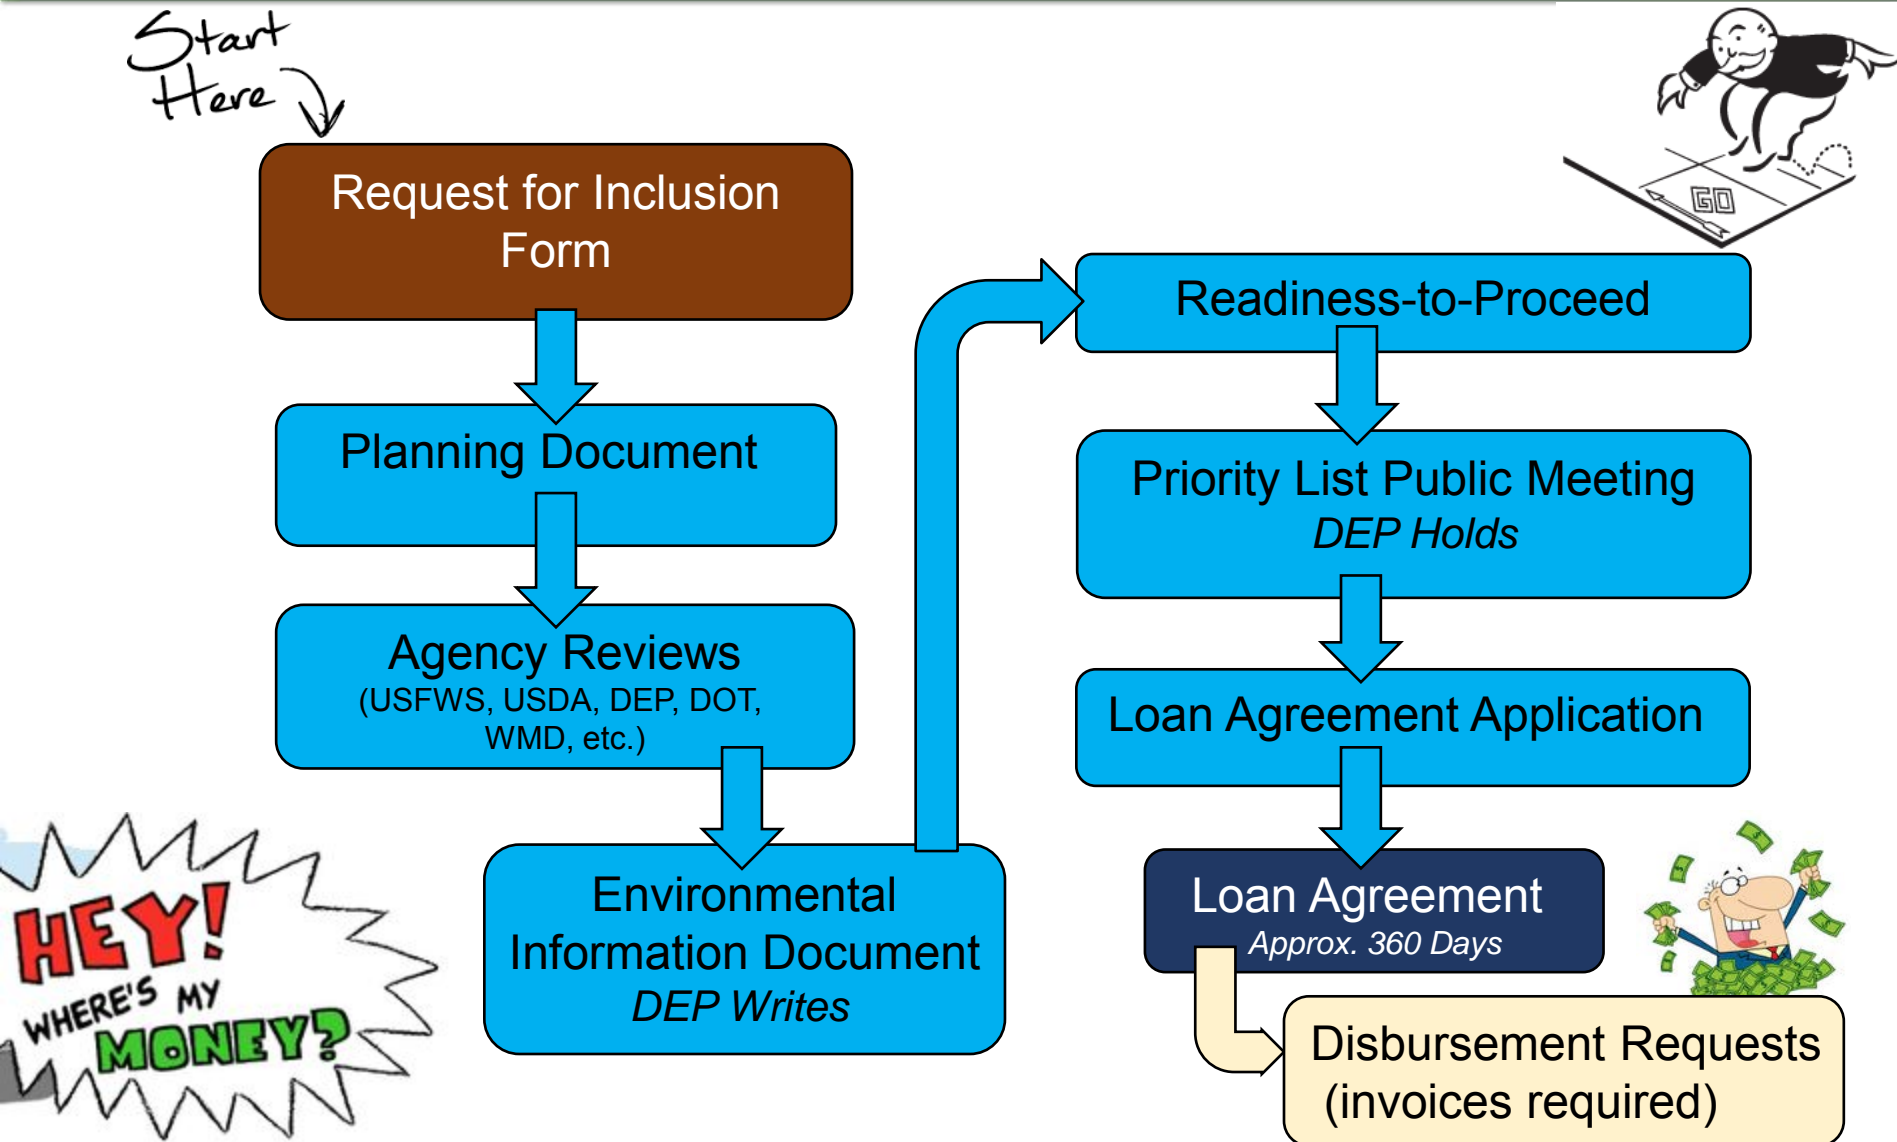 Start
Here
Request for Inclusion
Form
Planning Document
Agency Reviews
(USFWS, USDA, DEP, DOT,
WMD, etc.)
Environmental
Information Document
DEP Writes
HEY!
WHERE'S MY
MONEY?
GO
Readiness-to-Proceed
Priority List Public Meeting
DEP Holds
Loan Agreement Application
Loan Agreement
Approx. 360 Days
Disbursement Requests
(invoices required)